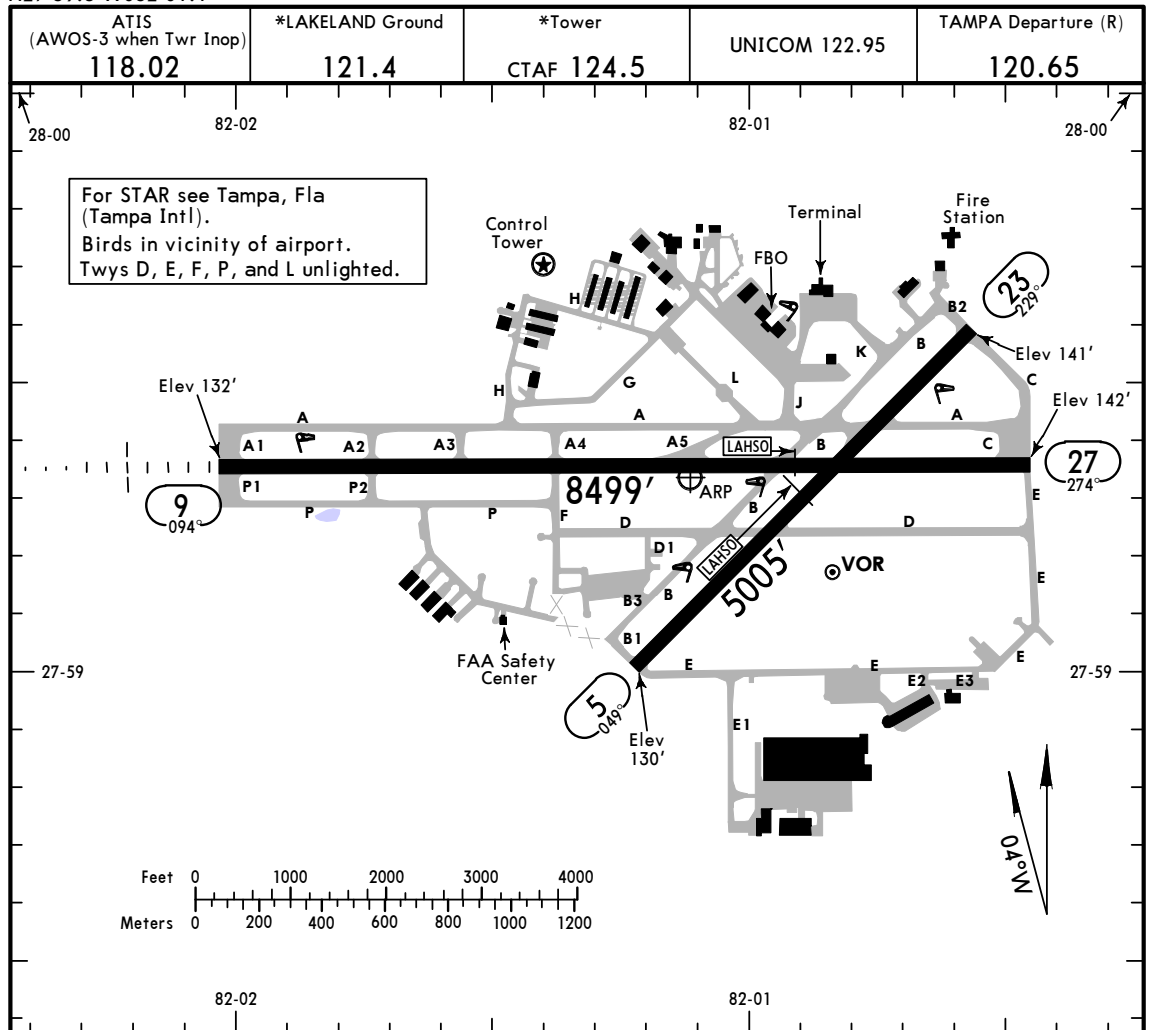 ATIS
(AWOS-3 when Twr Inop)
118.02
*LAKELAND Ground
121.4
*Tower
CTAF 124.5
UNICOM 122.95
TAMPA Departure (R)
120.65
28-00
82-02
82-01
28-00
For STAR see Tampa, Fla
(Tampa Intl).
Birds in vicinity of airport.
Twys D, E, F, P, and L unlighted.
Control
Tower
Terminal
Fire
Station
FBO
H
23
229°
B2
B
K
Elev 141'
Elev 132'
G
L
C
H
J
Elev 142'
A
A
A
A1
A2
A3
A4
A5
LAHSO
B
C
27
274°
9
094°
P1
P2
8499'
ARP
E
P
P
F
D
B
D
D1
LAHSO
5005'
VOR
E
B3
B
B1
FAA Safety
Center
27-59
E
E
E
27-59
E2
E3
5
049°
Elev
130'
E1
04°W
Feet 0 1000 2000 3000 4000
Meters 0 200 400 600 800 1000 1200
82-02
82-01